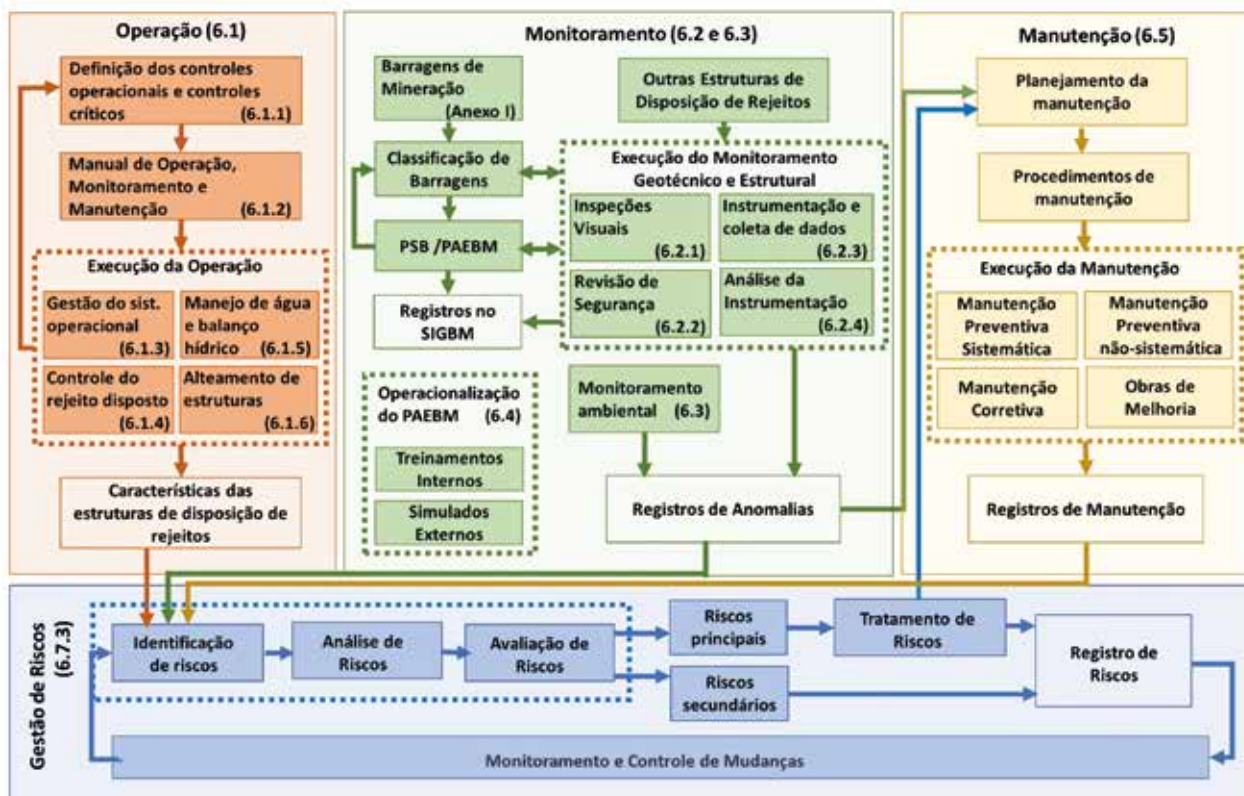 Operação (6.1)
Definição dos controles
operacionais e controles
críticos (6.1.1)
Manual de Operação,
Monitoramento e
Manutenção (6.1.2)
Execução da Operação
Gestão do sist.
operacional
(6.1.3)
Manejo de água
e balanço
hídrico (6.1.5)
Controle do
rejeito disposto
(6.1.4)
Alteamento de
estruturas
(6.1.6)
Características das
estruturas de disposição de
rejeitos
Monitoramento (6.2 e 6.3)
Barragens de
Mineração
(Anexo I)
Classificação de
Barragens
PSB /PAEBM
Registros no
SIGBM
Outras Estruturas de
Disposição de Rejeitos
Execução do Monitoramento
Geotécnico e Estrutural
Inspeções
Visuais
(6.2.1)
Instrumentação e
coleta de dados
(6.2.3)
Revisão de
Segurança
(6.2.2)
Análise da
Instrumentação
(6.2.4)
Operacionalização
do PAEBM (6.4)
Treinamentos
Internos
Simulados
Externos
Monitoramento
ambiental (6.3)
Registros de Anomalias
Manutenção (6.5)
Planejamento da
manutenção
Procedimentos de
manutenção
Execução da Manutenção
Manutenção
Preventiva
Sistemática
Manutenção
Preventiva
não-sistemática
Manutenção
Corretiva
Obras de
Melhoria
Registros de Manutenção
Gestão de Riscos
(6.7.3)
Identificação
de riscos
Análise de
Riscos
Avaliação de
Riscos
Riscos
principais
Riscos
secundários
Tratamento de
Riscos
Registro de
Riscos
Monitoramento e Controle de Mudanças